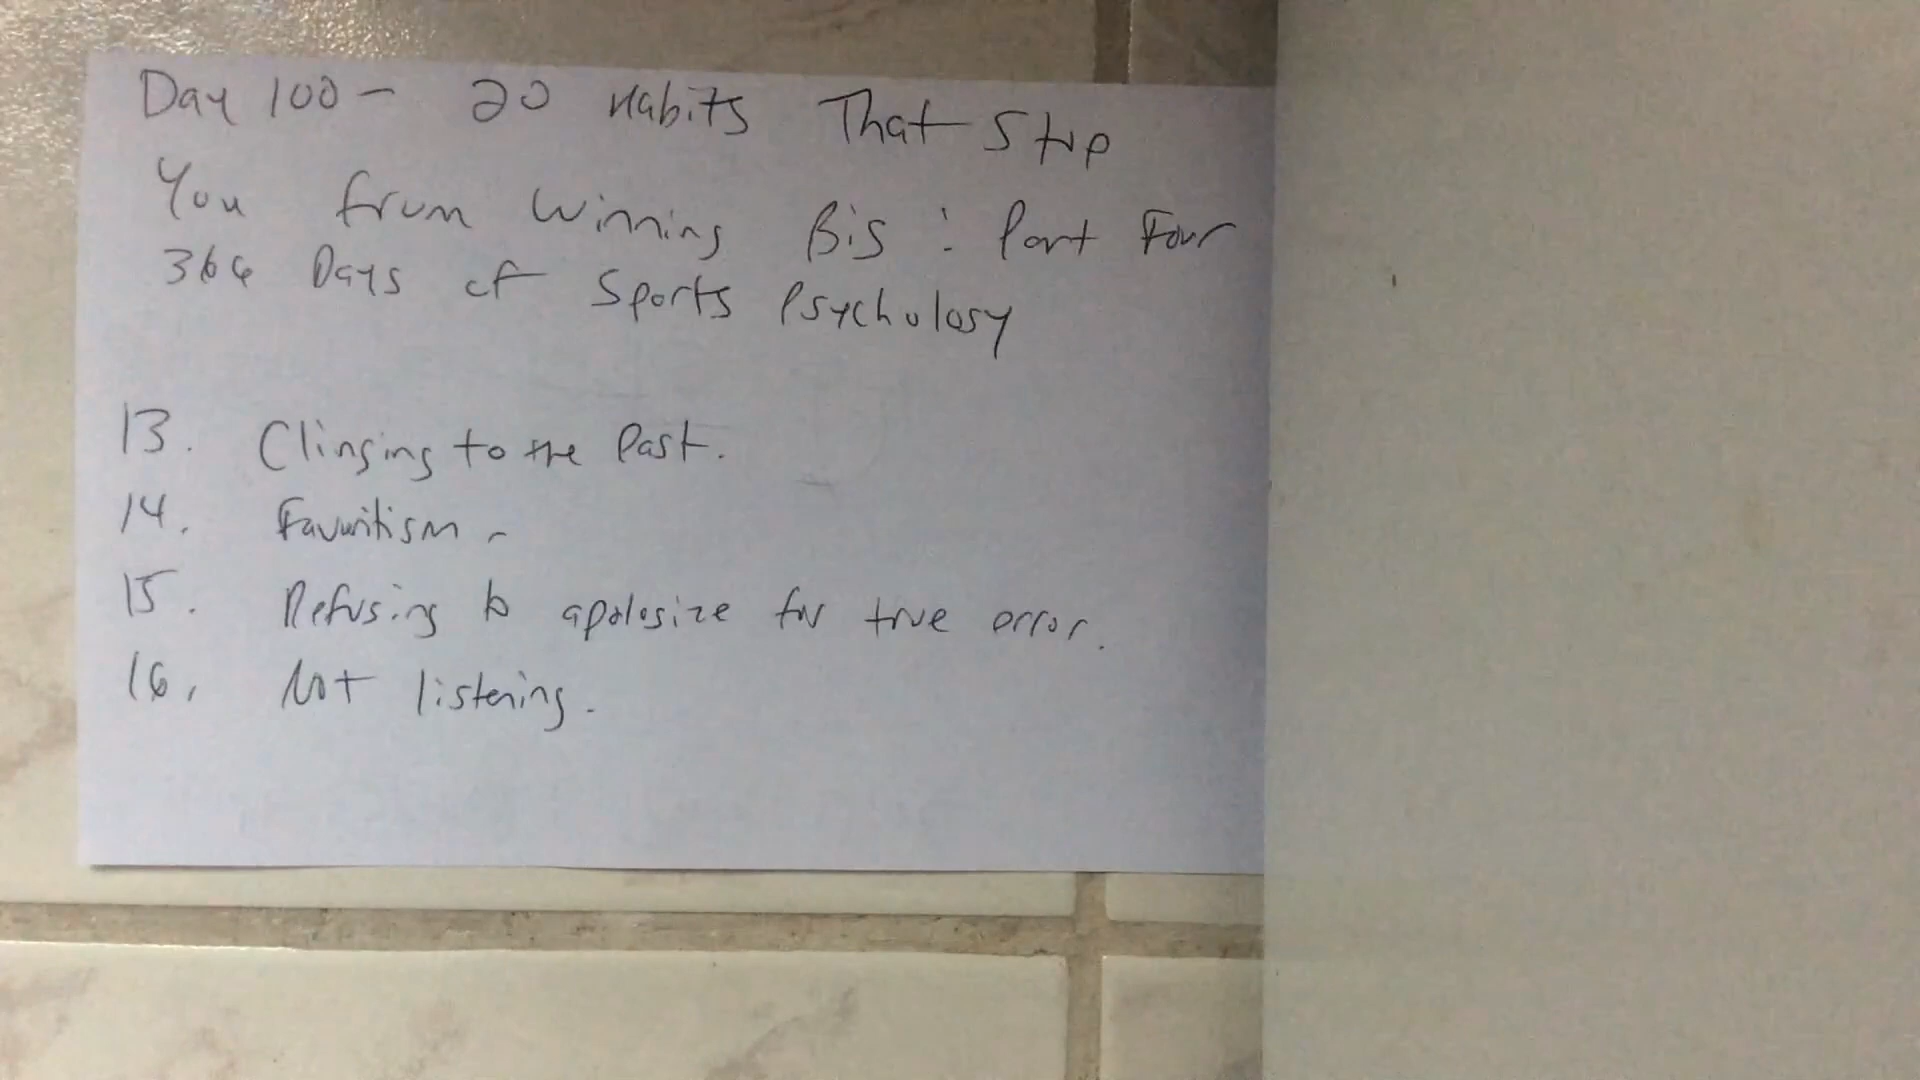 Day 100 - 20 Habits That Stop
You from Winning Big : Part Four
366 Days of Sports Psychology
13. Clinging to the Past.
14. Favoritism.
15. Refusing to apologize for true error.
16. Not listening.